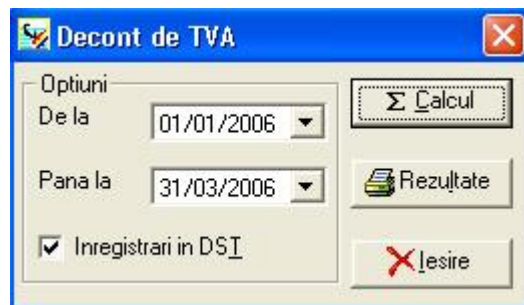 Decont de TVA
Optiuni
De la
01/01/2006
Σ Calcul
Pana la
31/03/2006
Rezultate
Inregistrari in DST
Iesire